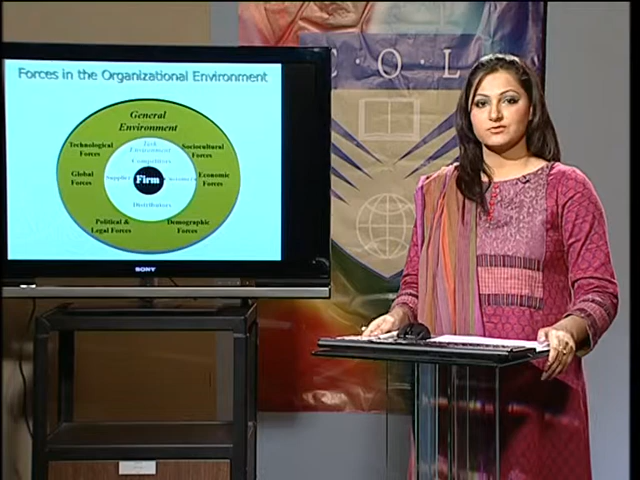 Forces in the Organizational Environment
General
Environment
Technological
Forces
Task
Environment
Sociocultural
Forces
Competitors
Global
Forces
Supplier
Firm
Customers
Economic
Forces
Distributors
Political &
Legal Forces
Demographic
Forces
SONY
C.O.L